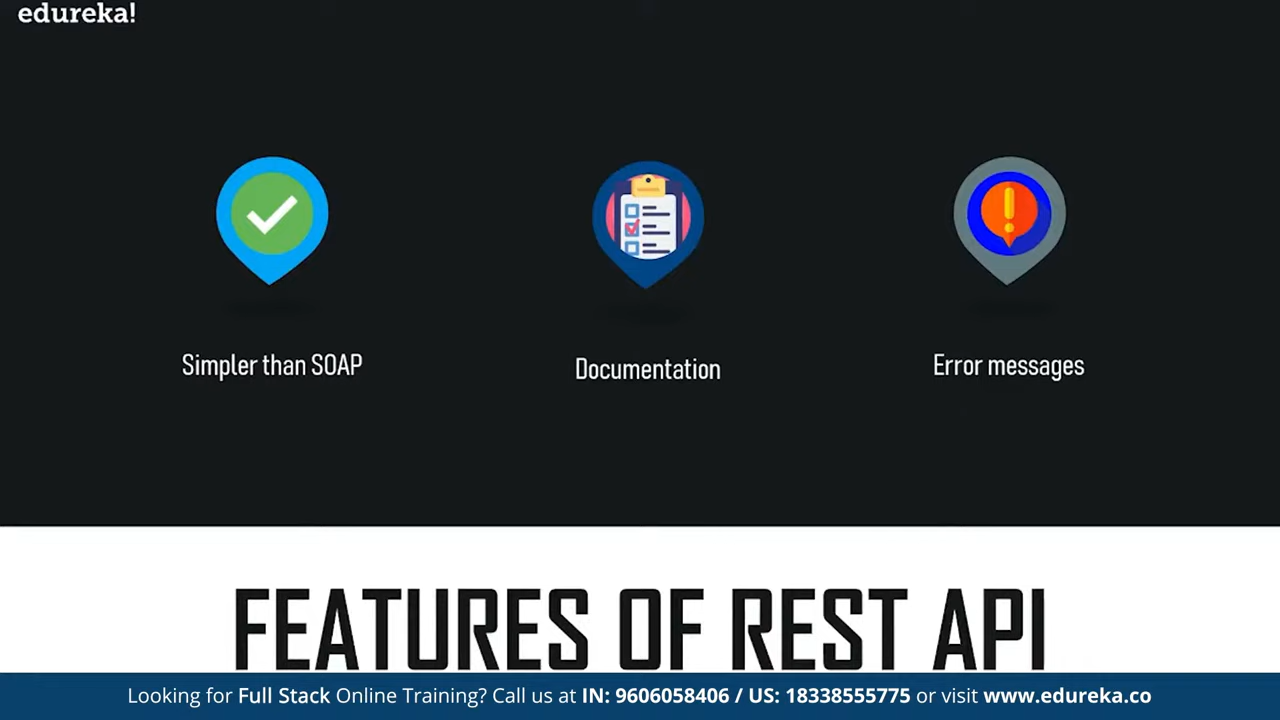 edureka!
Simpler than SOAP
Documentation
Error messages
FEATURES OF REST API
Looking for Full Stack Online Training? Call us at IN: 9606058406 / US: 18338555775 or visit www.edureka.co